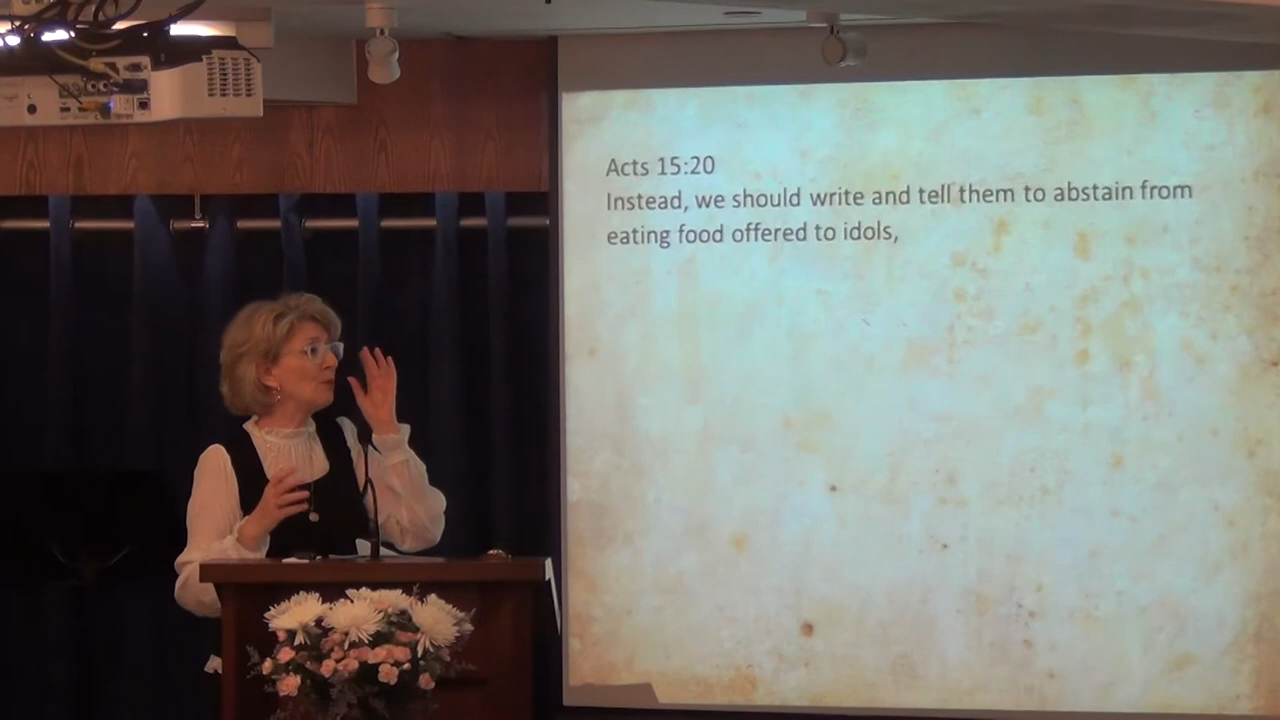 Acts 15:20
Instead, we should write and tell them to abstain from
eating food offered to idols,